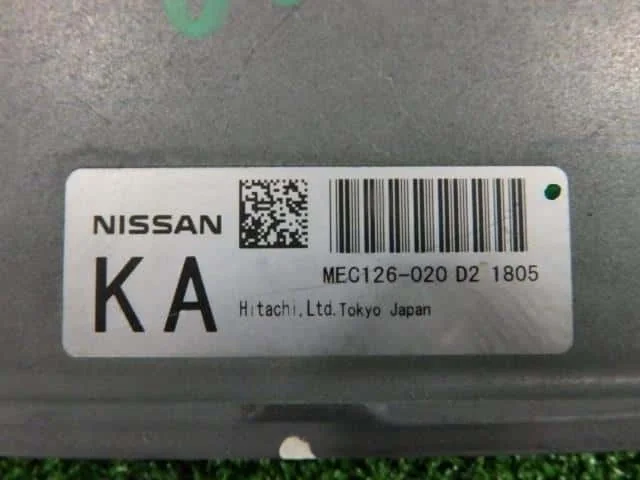 NISSAN
KA
MEC126-020 D2 1805
Hitachi,Ltd.Tokyo Japan